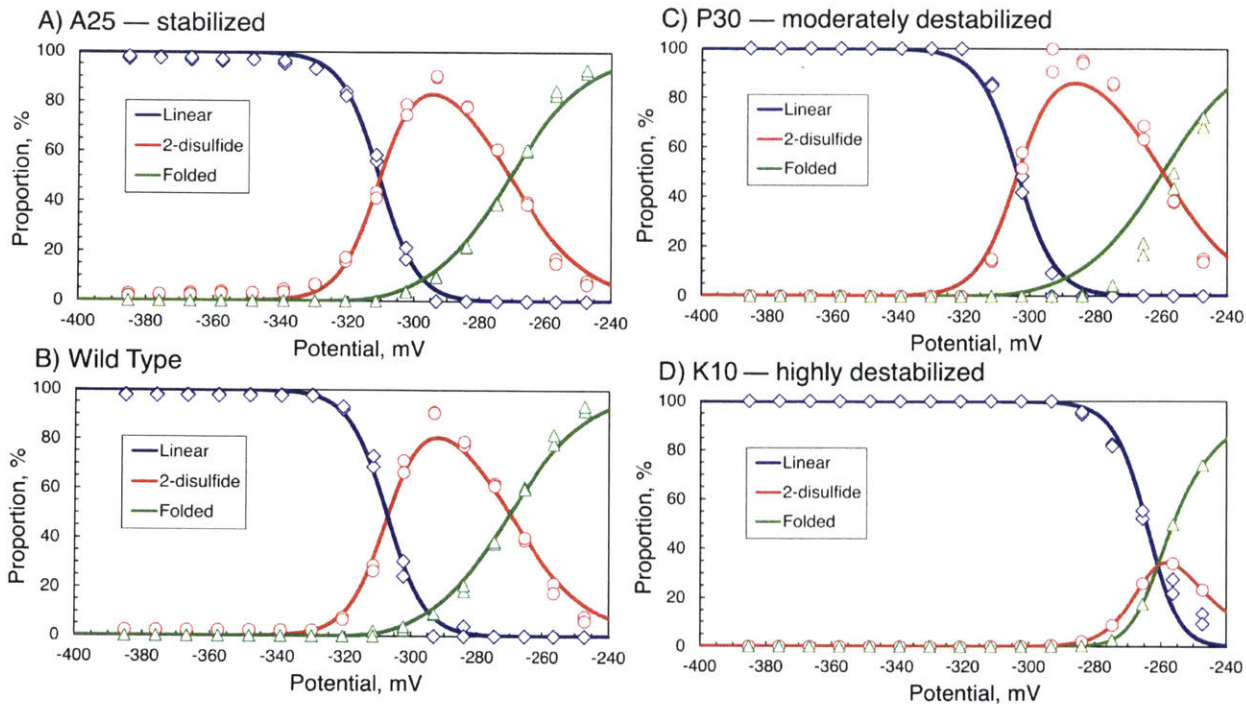 A) A25 — stabilized
100
80
60
40
20
0
Proportion, %
Linear
2-disulfide
Folded
-400 -380 -360 -340 -320 -300 -280 -260 -240
Potential, mV
B) Wild Type
100
80
60
40
20
0
Proportion, %
Linear
2-disulfide
Folded
-400 -380 -360 -340 -320 -300 -280 -260 -240
Potential, mV
C) P30 — moderately destabilized
100
80
60
40
20
0
Proportion, %
Linear
2-disulfide
Folded
-400 -380 -360 -340 -320 -300 -280 -260 -240
Potential, mV
D) K10 — highly destabilized
100
80
60
40
20
0
Proportion, %
Linear
2-disulfide
Folded
-400 -380 -360 -340 -320 -300 -280 -260 -240
Potential, mV